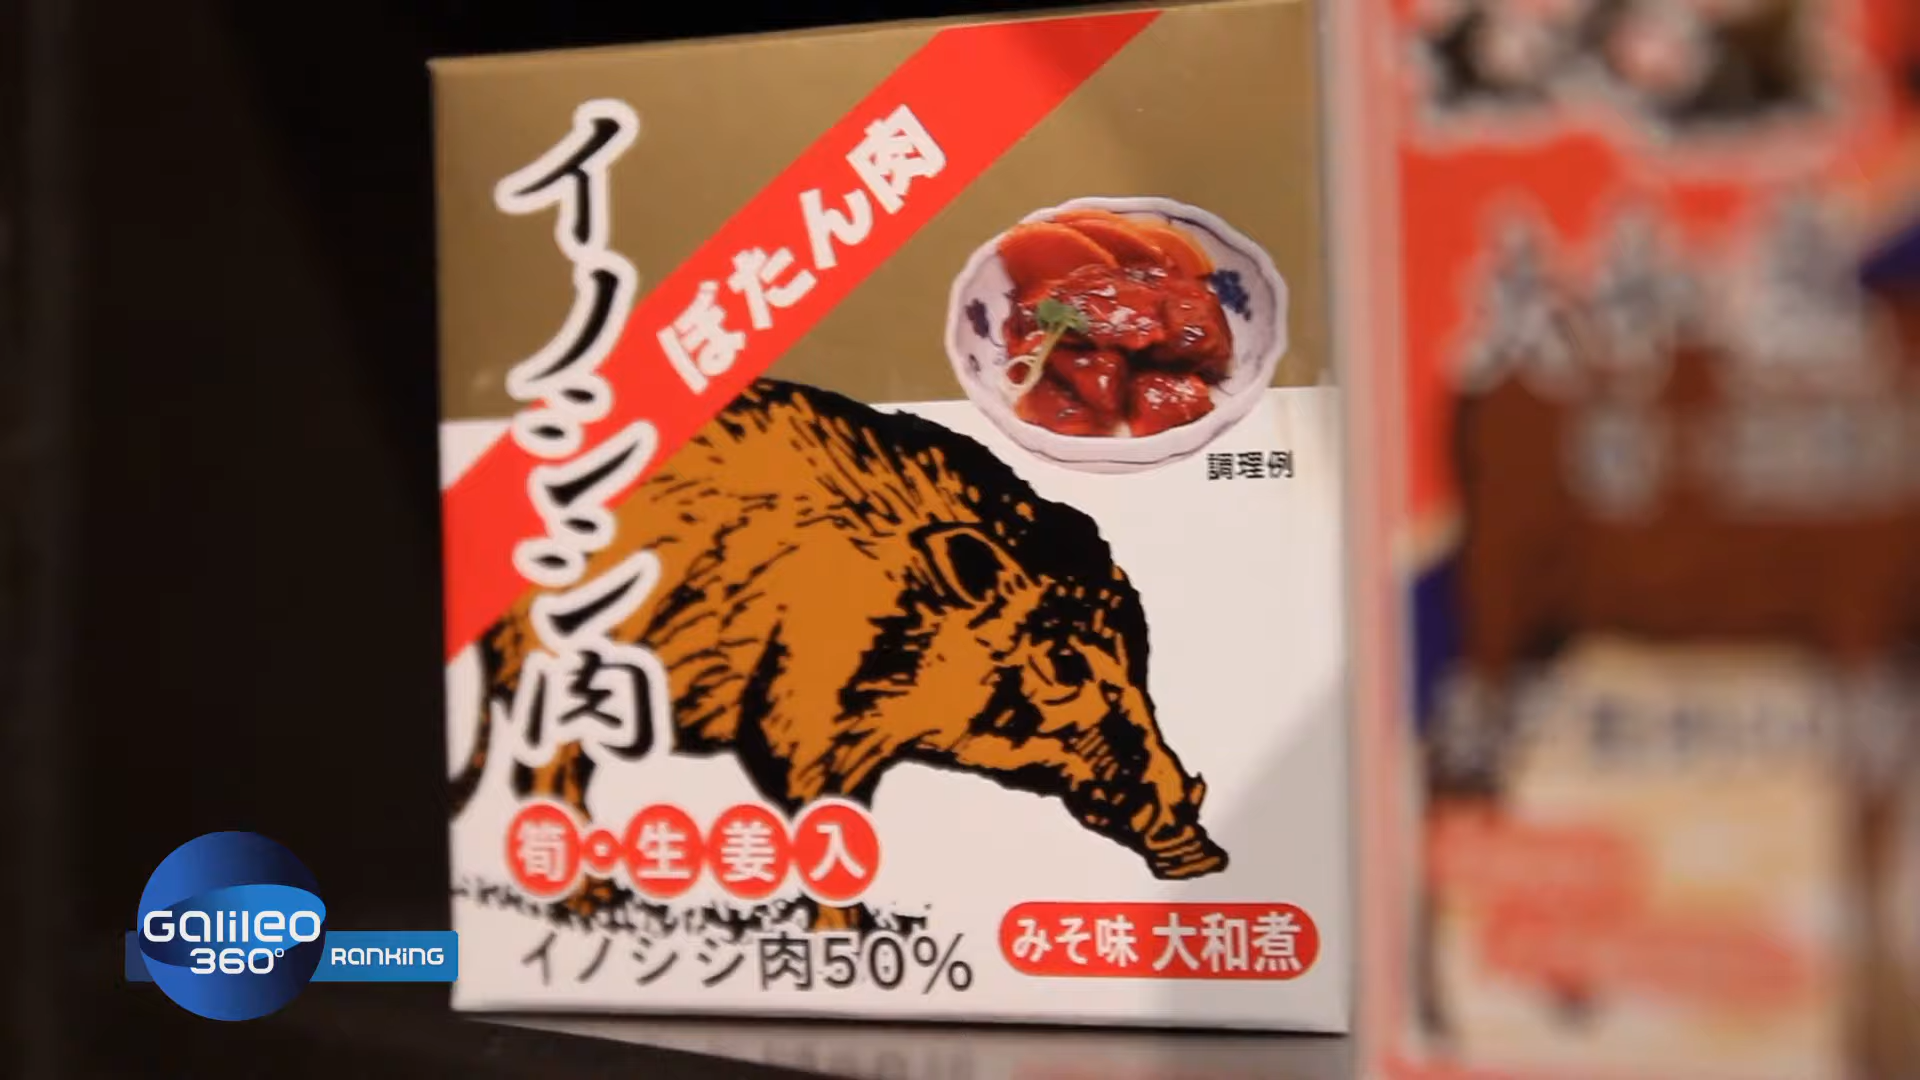 イノシシ肉
ぼたん肉
調理例
筍・生姜入
イノシシ肉50%
みそ味 大和煮
Galileo
360°
RANKING